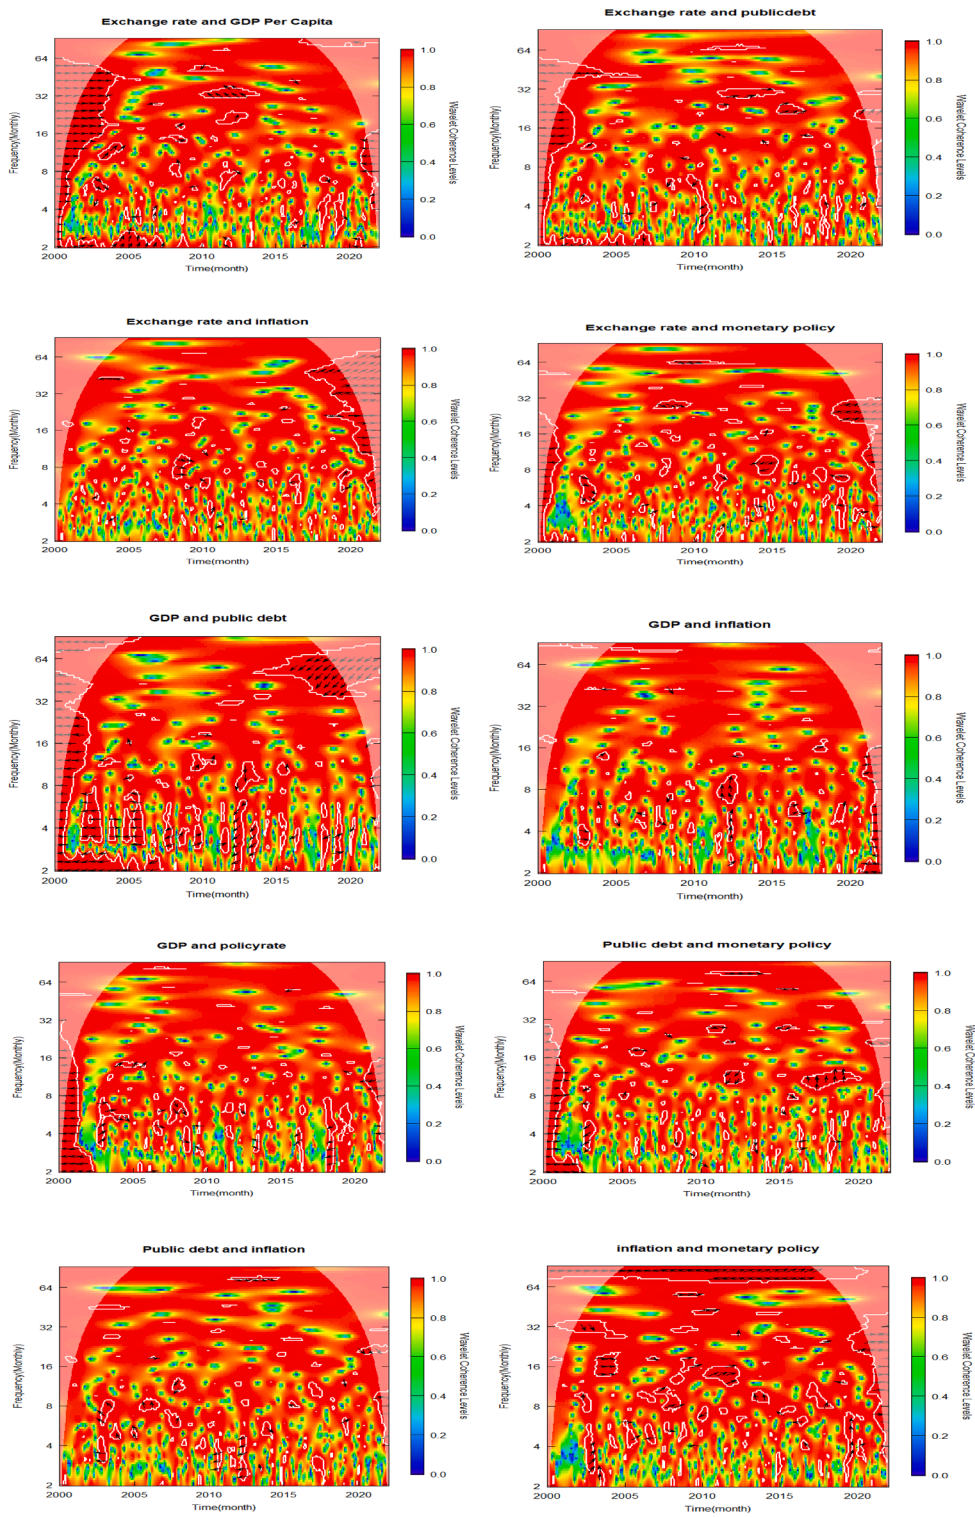 Exchange rate and GDP Per Capita
Frequency(Monthly)
64
32
16
8
4
2
2000 2005 2010 2015 2020
Time(month)
1.0
0.8
0.6
0.4
0.2
0.0
Wavelet Coherence Levels
Exchange rate and publicdebt
Frequency(Monthly)
64
32
16
8
4
2
2000 2005 2010 2015 2020
Time(month)
1.0
0.8
0.6
0.4
0.2
0.0
Wavelet Coherence Levels
Exchange rate and inflation
Frequency(Monthly)
64
32
16
8
4
2
2000 2005 2010 2015 2020
Time(month)
1.0
0.8
0.6
0.4
0.2
0.0
Wavelet Coherence Levels
Exchange rate and monetary policy
Frequency(Monthly)
64
32
16
8
4
2
2000 2005 2010 2015 2020
Time(month)
1.0
0.8
0.6
0.4
0.2
0.0
Wavelet Coherence Levels
GDP and public debt
Frequency(Monthly)
64
32
16
8
4
2
2000 2005 2010 2015 2020
Time(month)
1.0
0.8
0.6
0.4
0.2
0.0
Wavelet Coherence Levels
GDP and inflation
Frequency(Monthly)
64
32
16
8
4
2
2000 2005 2010 2015 2020
Time(month)
1.0
0.8
0.6
0.4
0.2
0.0
Wavelet Coherence Levels
GDP and policyrate
Frequency(Monthly)
64
32
16
8
4
2
2000 2005 2010 2015 2020
Time(month)
1.0
0.8
0.6
0.4
0.2
0.0
Wavelet Coherence Levels
Public debt and monetary policy
Frequency(Monthly)
64
32
16
8
4
2
2000 2005 2010 2015 2020
Time(month)
1.0
0.8
0.6
0.4
0.2
0.0
Wavelet Coherence Levels
Public debt and inflation
Frequency(Monthly)
64
32
16
8
4
2
2000 2005 2010 2015 2020
Time(month)
1.0
0.8
0.6
0.4
0.2
0.0
Wavelet Coherence Levels
inflation and monetary policy
Frequency(Monthly)
64
32
16
8
4
2
2000 2005 2010 2015 2020
Time(month)
1.0
0.8
0.6
0.4
0.2
0.0
Wavelet Coherence Levels